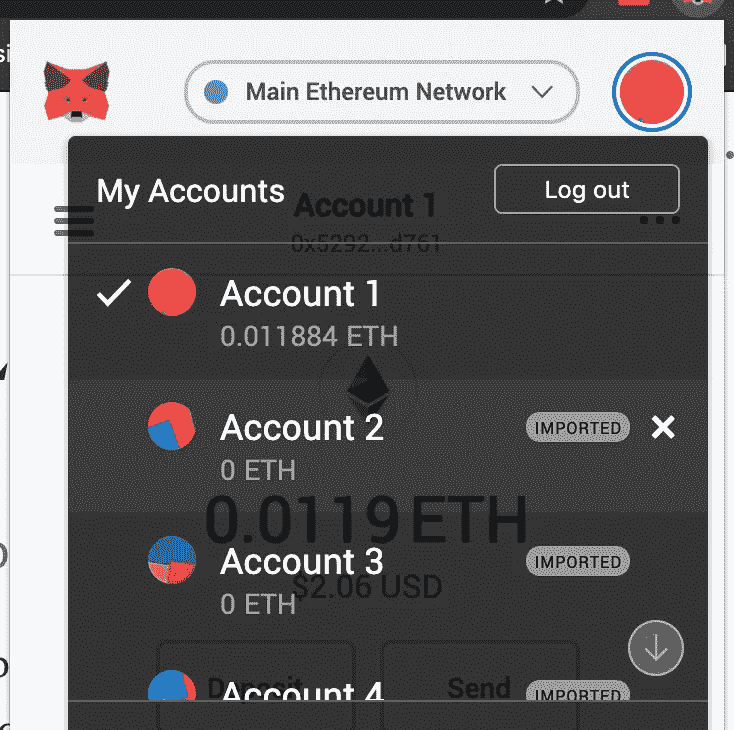 Main Ethereum Network
My Accounts
Log out
Account 1
0x5292...d761
Account 1
0.011884 ETH
Account 2
IMPORTED
0 ETH
0.0119 ETH
Account 3
IMPORTED
0 ETH
$2.06 USD
Deposit
Send
Account 4
IMPORTED